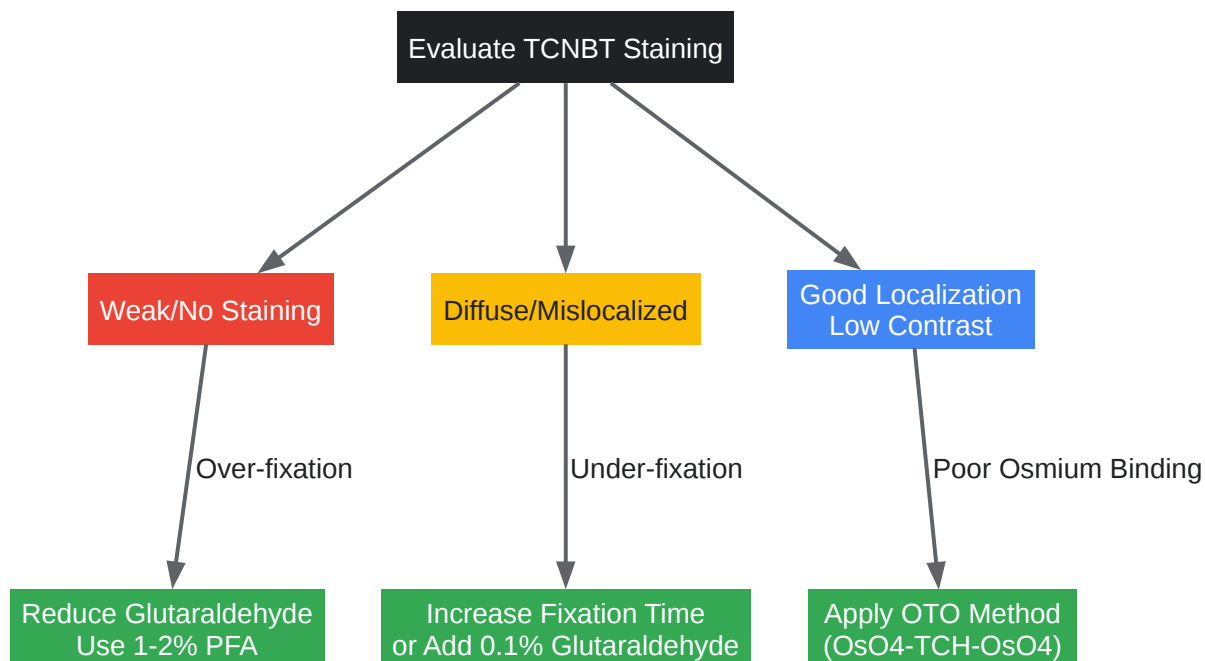 Evaluate TCNBT Staining
Weak/No Staining
Diffuse/Mislocalized
Good Localization
Low Contrast
Over-fixation
Under-fixation
Poor Osmium Binding
Reduce Glutaraldehyde
Use 1-2% PFA
Increase Fixation Time
or Add 0.1% Glutaraldehyde
Apply OTO Method
(OsO4-TCH-OsO4)